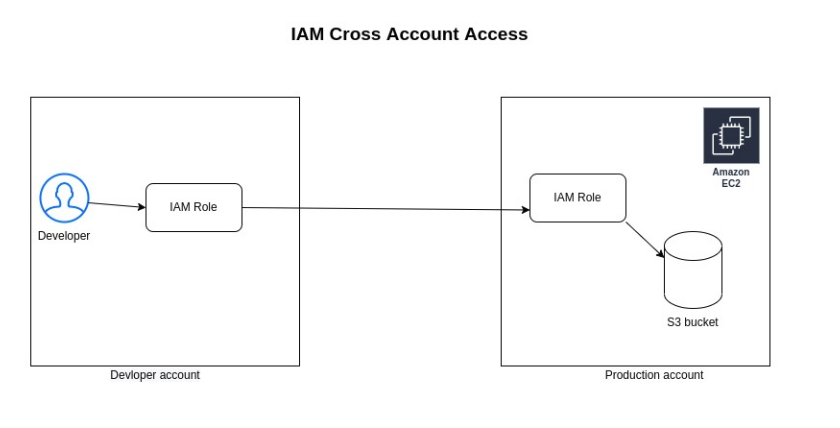 IAM Cross Account Access
Amazon
EC2
IAM Role
IAM Role
Developer
S3 bucket
Devloper account
Production account